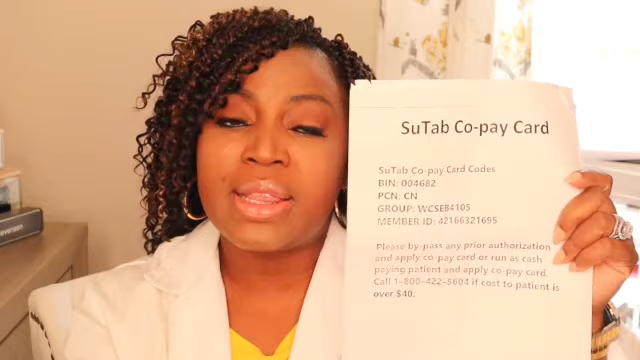 SuTab Co-pay Card
SuTab Co-pay Card Codes
BIN: 004682
PCN: CN
GROUP: WCSEB4105
MEMBER ID: 42166321695
Please by-pass any prior authorization
and apply co-pay card or run as cash
paying patient and apply co-pay card.
Call 1-800-422-5604 if cost to patient is
over $40.